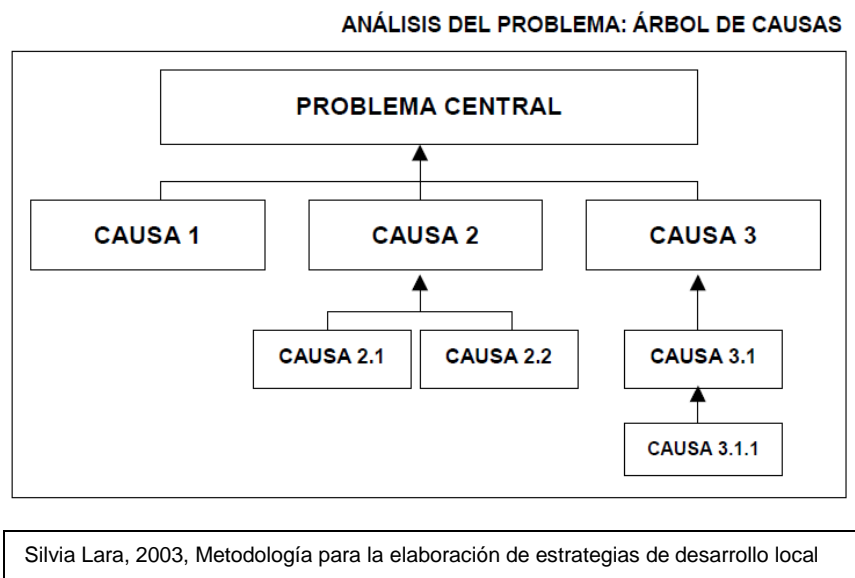 ANÁLISIS DEL PROBLEMA: ÁRBOL DE CAUSAS
PROBLEMA CENTRAL
CAUSA 1
CAUSA 2
CAUSA 3
CAUSA 2.1
CAUSA 2.2
CAUSA 3.1
CAUSA 3.1.1
Silvia Lara, 2003, Metodología para la elaboración de estrategias de desarrollo local